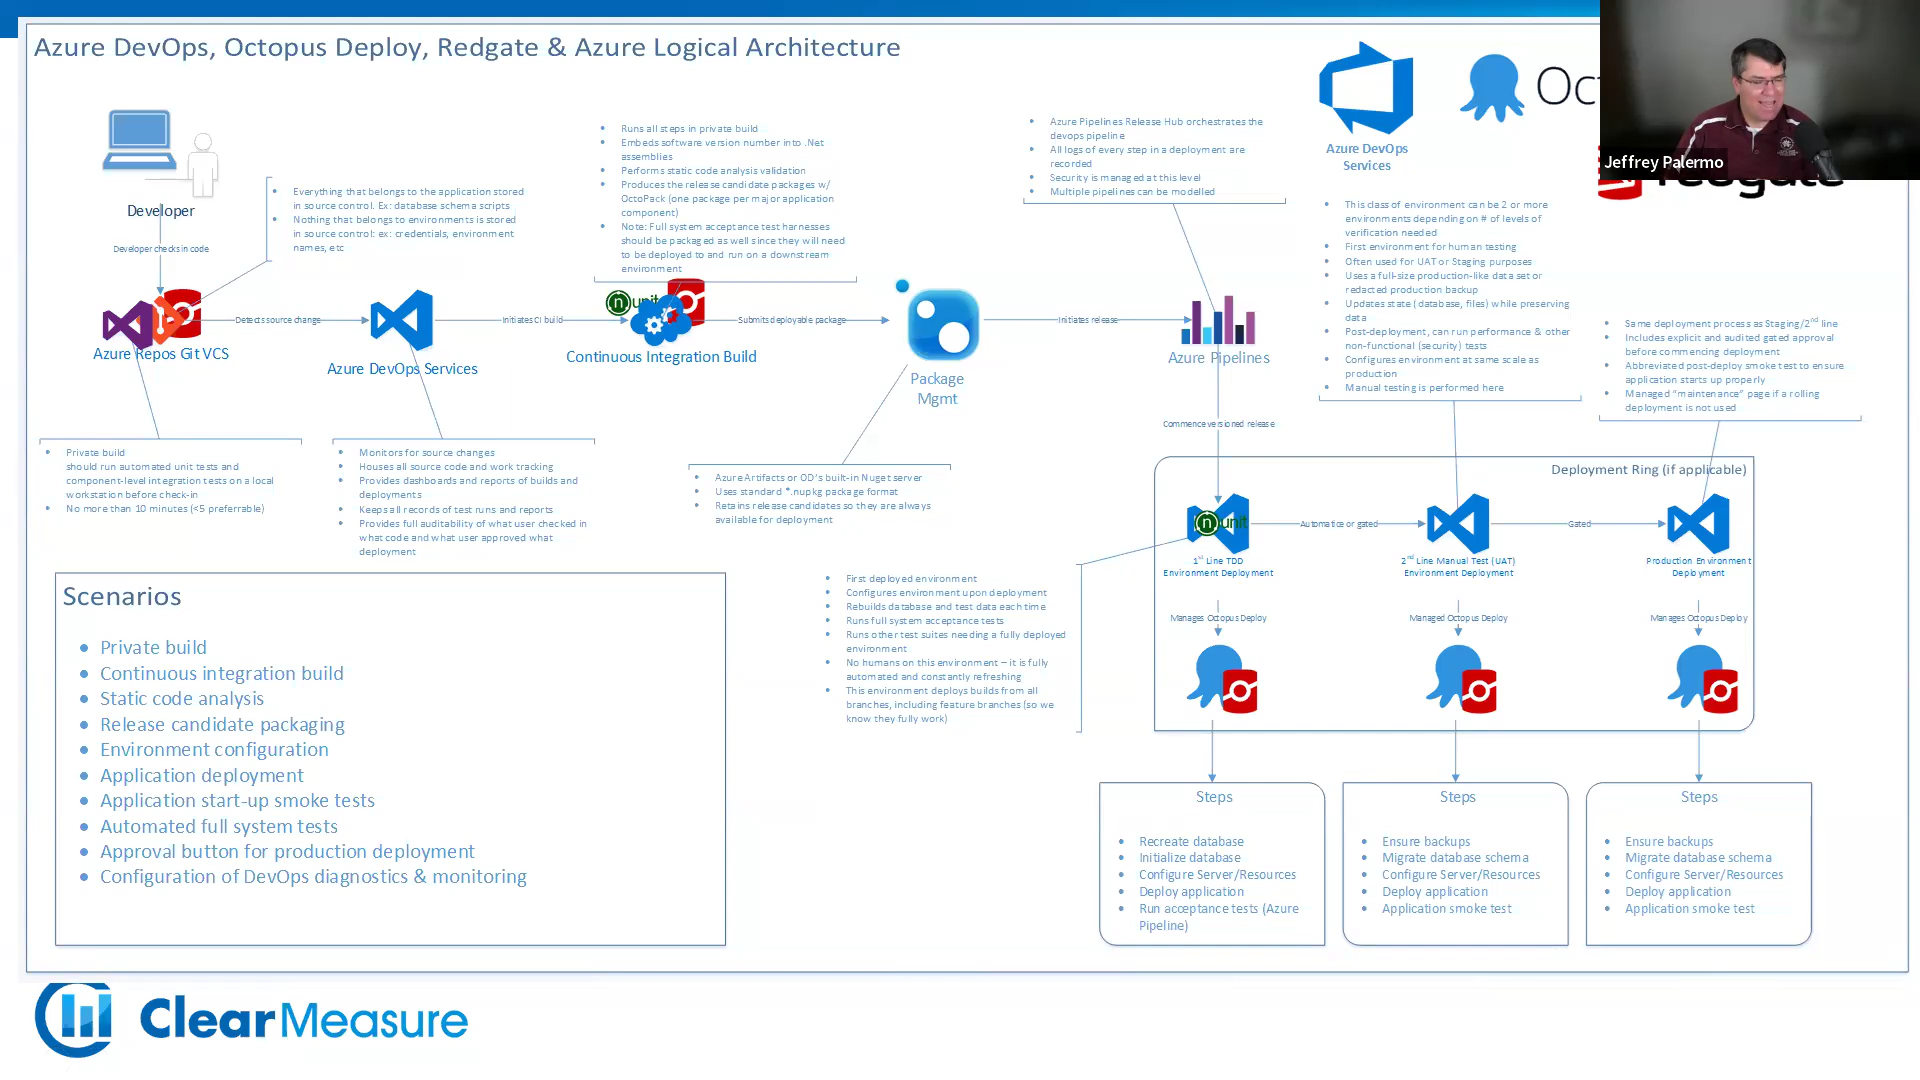 Azure DevOps, Octopus Deploy, Redgate & Azure Logical Architecture
Jeffrey Palermo
Developer
Developer checks in code
Everything that belongs to the application stored
in source control. Ex: database schema scripts
Nothing that belongs to environments is stored
in source control: ex: credentials, environment
names, etc
Azure Repos Git VCS
Detects source change
Azure DevOps Services
Initiates CI build
Runs all steps in private build
Embeds software version number into .Net
assemblies
Performs static code analysis validation
Produces the release candidate packages w/
OctoPack (one package per major application
component)
Note: Full system acceptance test harnesses
should be packaged as well since they will need
to be deployed to and run on a downstream
environment
nunit
Continuous Integration Build
Submits deployable package
Package
Mgmt
Initiates release
Azure Pipelines Release Hub orchestrates the
devops pipeline
All logs of every step in a deployment are
recorded
Security is managed at this level
Multiple pipelines can be modelled
Azure Pipelines
Commence versioned release
Azure DevOps
Services
Oc
This class of environment can be 2 or more
environments depending on # of levels of
verification needed
First environment for human testing
Often used for UAT or Staging purposes
Uses a full-size production-like data set or
redacted production backup
Updates state (database, files) while preserving
data
Post-deployment, can run performance & other
non-functional (security) tests
Configures environment at same scale as
production
Manual testing is performed here
Same deployment process as Staging/2nd line
Includes explicit and audited gated approval
before commencing deployment
Abbreviated post-deploy smoke test to ensure
application starts up properly
Managed "maintenance" page if a rolling
deployment is not used
Private build
should run automated unit tests and
component-level integration tests on a local
workstation before check-in
No more than 10 minutes (<5 preferrable)
Monitors for source changes
Houses all source code and work tracking
Provides dashboards and reports of builds and
deployments
Keeps all records of test runs and reports
Provides full auditability of what user checked in
what code and what user approved what
deployment
Azure Artifacts or OD's built-in Nuget server
Uses standard *.nupkg package format
Retains release candidates so they are always
available for deployment
First deployed environment
Configures environment upon deployment
Rebuilds database and test data each time
Runs full system acceptance tests
Runs other test suites needing a fully deployed
environment
No humans on this environment – it is fully
automated and constantly refreshing
This environment deploys builds from all
branches, including feature branches (so we
know they fully work)
Deployment Ring (if applicable)
nunit
1st Line TDD
Environment Deployment
Automatice or gated
2nd Line Manual Test (UAT)
Environment Deployment
Gated
Production Environment
Deployment
Manages Octopus Deploy
Managed Octopus Deploy
Manages Octopus Deploy
Steps
Recreate database
Initialize database
Configure Server/Resources
Deploy application
Run acceptance tests (Azure
Pipeline)
Steps
Ensure backups
Migrate database schema
Configure Server/Resources
Deploy application
Application smoke test
Steps
Ensure backups
Migrate database schema
Configure Server/Resources
Deploy application
Application smoke test
Scenarios
Private build
Continuous integration build
Static code analysis
Release candidate packaging
Environment configuration
Application deployment
Application start-up smoke tests
Automated full system tests
Approval button for production deployment
Configuration of DevOps diagnostics & monitoring
ClearMeasure